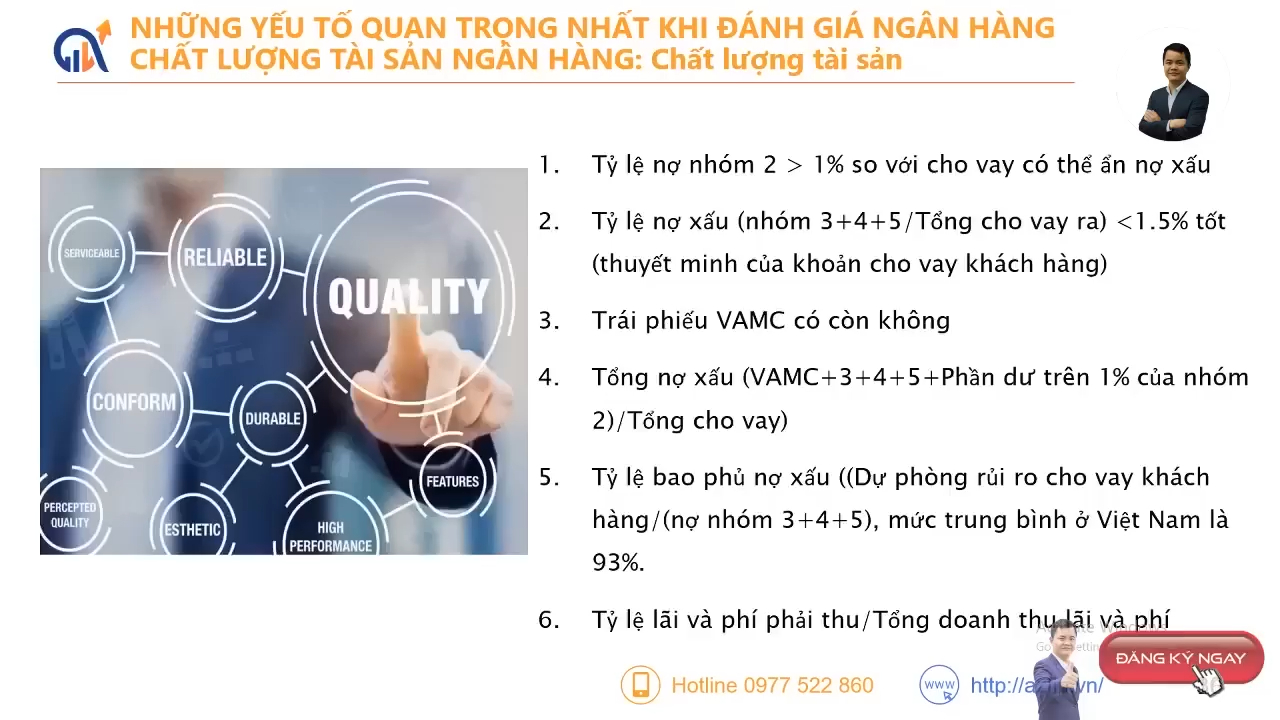 NHỮNG YẾU TỐ QUAN TRỌNG NHẤT KHI ĐÁNH GIÁ NGÂN HÀNG
CHẤT LƯỢNG TÀI SẢN NGÂN HÀNG: Chất lượng tài sản
1. Tỷ lệ nợ nhóm 2 > 1% so với cho vay có thể ẩn nợ xấu
2. Tỷ lệ nợ xấu (nhóm 3+4+5/Tổng cho vay ra) <1.5% tốt
(thuyết minh của khoản cho vay khách hàng)
3. Trái phiếu VAMC có còn không
4. Tổng nợ xấu (VAMC+3+4+5+Phần dư trên 1% của nhóm
2)/Tổng cho vay)
5. Tỷ lệ bao phủ nợ xấu ((Dự phòng rủi ro cho vay khách
hàng/(nợ nhóm 3+4+5), mức trung bình ở Việt Nam là
93%.
6. Tỷ lệ lãi và phí phải thu/Tổng doanh thu lãi và phí
SERVICEABLE
RELIABLE
QUALITY
CONFORM
DURABLE
FEATURES
PERCEPTED
QUALITY
ESTHETIC
HIGH
PERFORMANCE
Hotline 0977 522 860
www
ĐĂNG KÝ NGAY